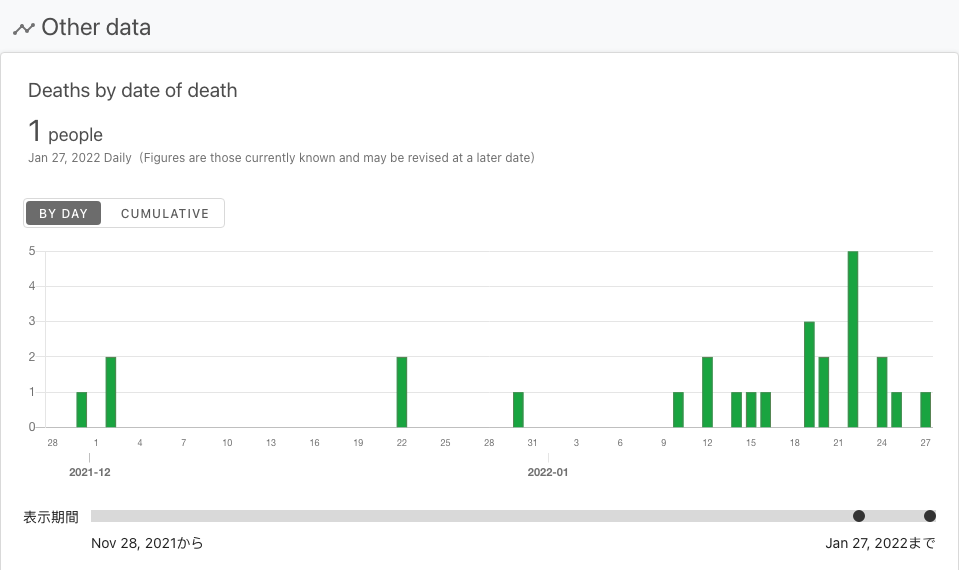 Other data
Deaths by date of death
1 people
Jan 27, 2022 Daily (Figures are those currently known and may be revised at a later date)
BY DAY CUMULATIVE
5
4
3
2
1
0
28 1 4 7 10 13 16 19 22 25 28 31 3 6 9 12 15 18 21 24 27
2021-12 2022-01
表示期間
Nov 28, 2021から Jan 27, 2022まで